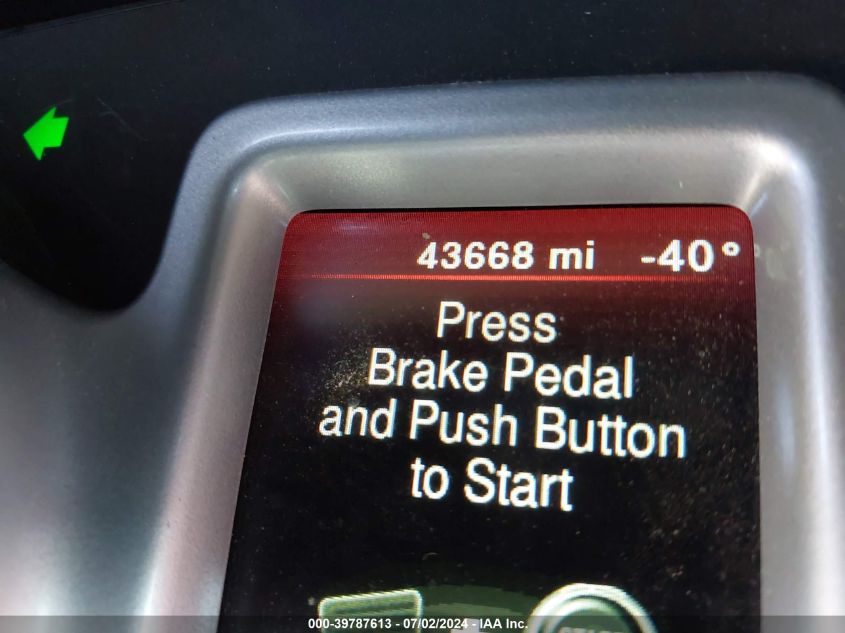 43668 mi -40°
Press
Brake Pedal
and Push Button
to Start
000-39787613 - 07/02/2024 - IAA Inc.